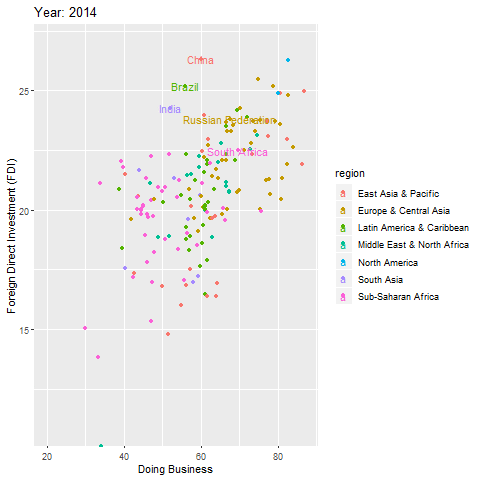 Year: 2014
China
Brazil
India
Russian Federation
South Africa
25
20
15
Foreign Direct Investment (FDI)
20
40
60
80
Doing Business
region
East Asia & Pacific
Europe & Central Asia
Latin America & Caribbean
Middle East & North Africa
North America
South Asia
Sub-Saharan Africa